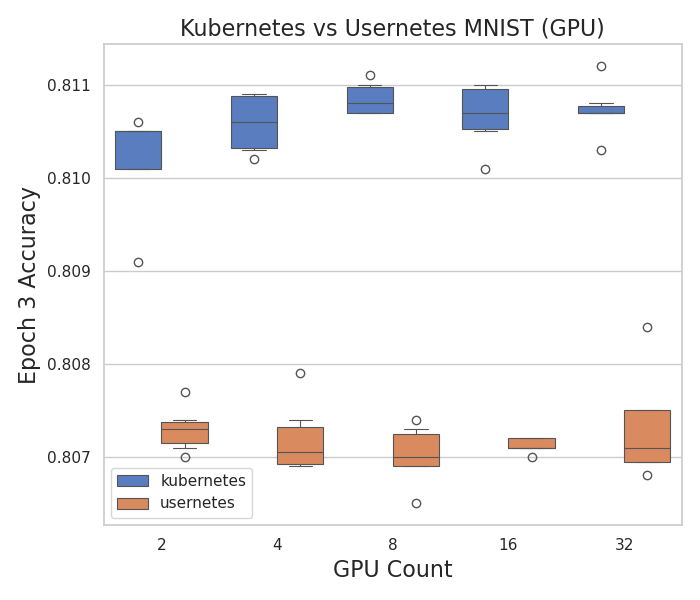 Kubernetes vs Usernetes MNIST (GPU)
Epoch 3 Accuracy
0.811
0.810
0.809
0.808
0.807
kubernetes
usernetes
2 4 8 16 32
GPU Count